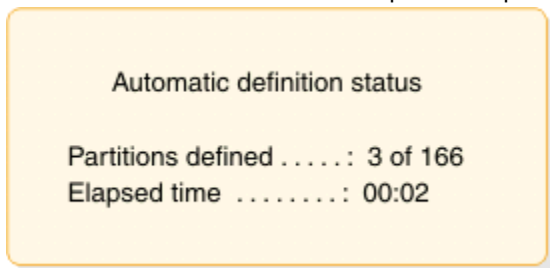 Automatic definition status
Partitions defined . . . . . : 3 of 166
Elapsed time . . . . . . . . : 00:02